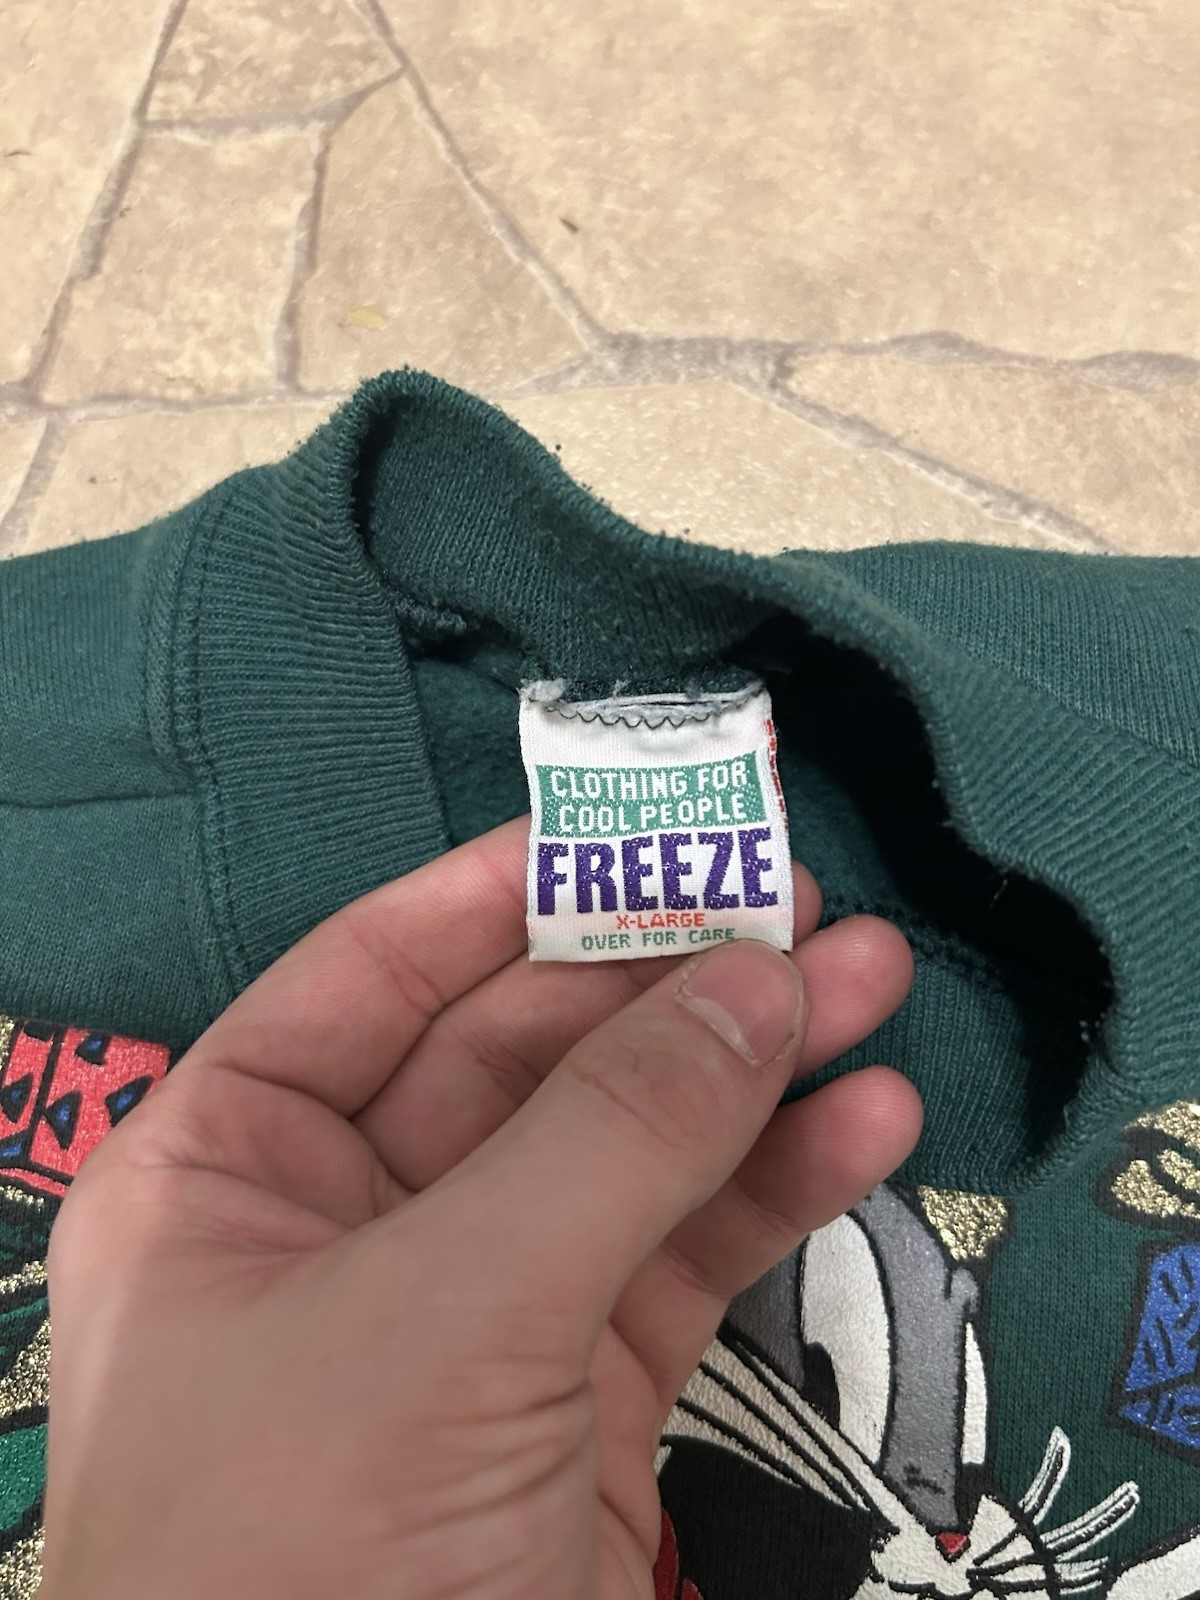 CLOTHING FOR
COOL PEOPLE
FREEZE
X-LARGE
OVER FOR CARE